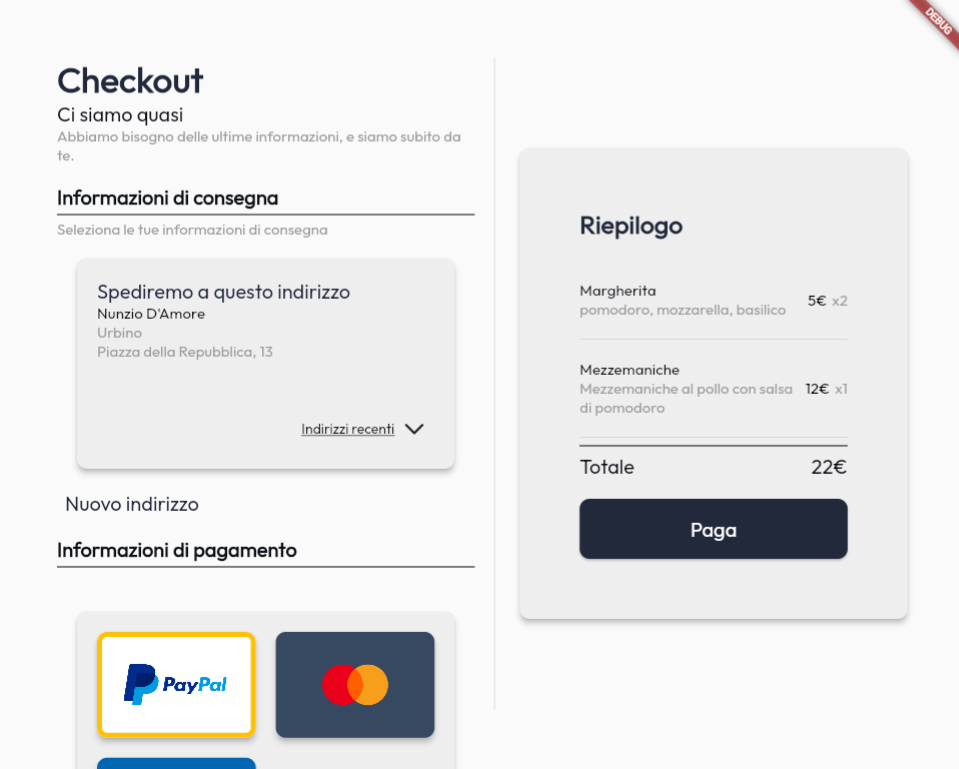 DEBUG
Checkout
Ci siamo quasi
Abbiamo bisogno delle ultime informazioni, e siamo subito da
te.
Informazioni di consegna
Seleziona le tue informazioni di consegna
Spediremo a questo indirizzo
Nunzio D'Amore
Urbino
Piazza della Repubblica, 13
Indirizzi recenti
Nuovo indirizzo
Informazioni di pagamento
PayPal
Riepilogo
Margherita
pomodoro, mozzarella, basilico
5€ x2
Mezzemaniche
Mezzemaniche al pollo con salsa
di pomodoro
12€ x1
Totale 22€
Paga